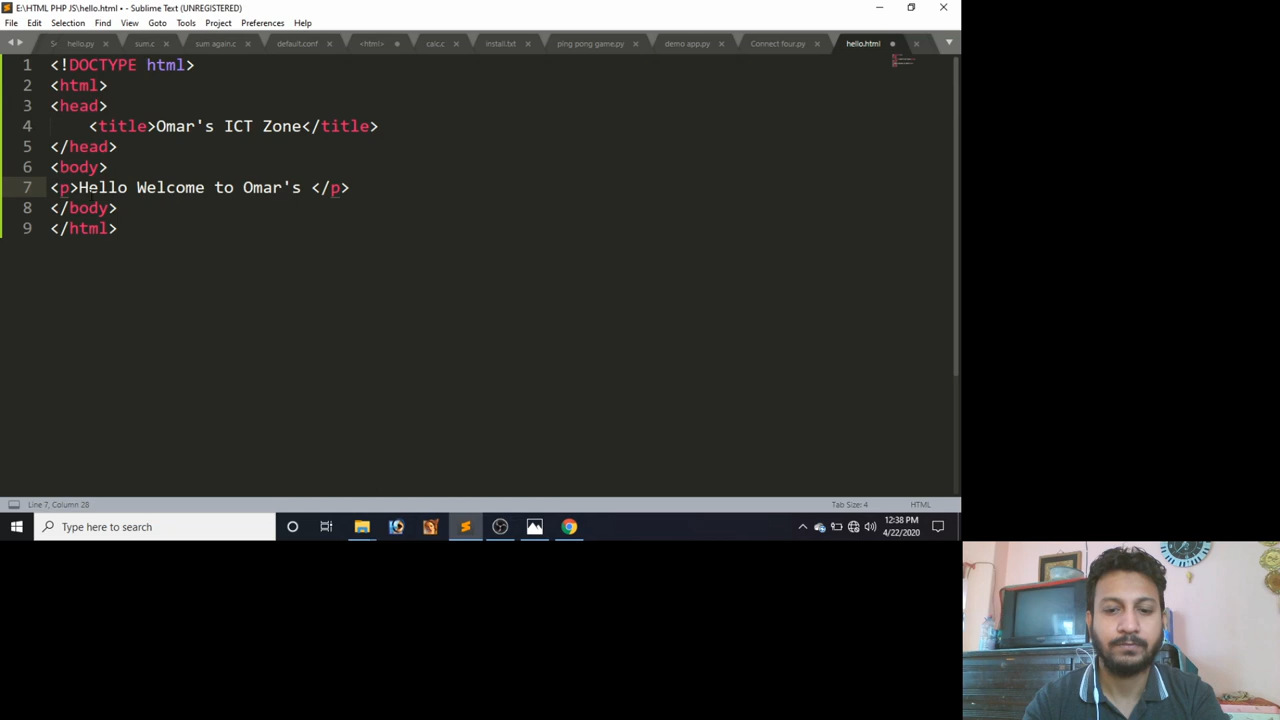 E:\HTML PHP JS\hello.html • - Sublime Text (UNREGISTERED)
File Edit Selection Find View Goto Tools Project Preferences Help
hello.py sum.c sum again.c default.conf <html> calc.c install.txt ping pong game.py demo app.py Connect four.py hello.html
1 <!DOCTYPE html>
2 <html>
3 <head>
4 <title>Omar's ICT Zone</title>
5 </head>
6 <body>
7 <p>Hello Welcome to Omar's </p>
8 </body>
9 </html>
Line 7, Column 28 Tab Size: 4 HTML
Type here to search
12:38 PM
4/22/2020